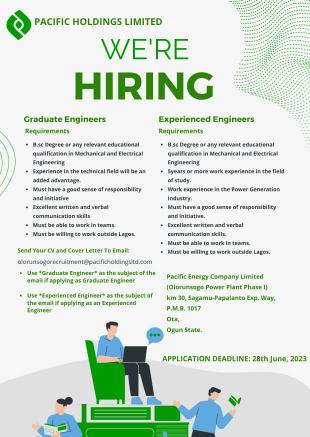 PACIFIC HOLDINGS LIMITED
WE'RE
HIRING
Graduate Engineers
Requirements
B.sc Degree or any relevant educational
qualification in Mechanical and Electrical
Engineering
Experience in the technical field will be an
added advantage.
Must have a good sense of responsibility
and initiative
Excellent written and verbal
communication skills
Must be able to work in teams.
Must be willing to work outside Lagos.
Send Your CV and Cover Letter To Email:
olorunsogorecruitment@pacificholdingsltd.com
Use *Graduate Engineer* as the subject of the
email if applying as Graduate Engineer
Use *Experienced Engineer* as the subject of
the email if applying as an Experienced
Engineer
Experienced Engineers
Requirements
B.sc Degree or any relevant educational
qualification in Mechanical and Electrical
Engineering
5years or more work experience in the field
of study.
Work experience in the Power Generation
Industry.
Must have a good sense of responsibility
and initiative.
Excellent written and verbal
communication skills.
Must be able to work in teams.
Must be willing to work outside Lagos.
Pacific Energy Company Limited
(Olorunsogo Power Plant Phase I)
km 30, Sagamu-Papalanto Exp. Way,
P.M.B. 1017
Ota,
Ogun State.
APPLICATION DEADLINE: 28th June, 2023